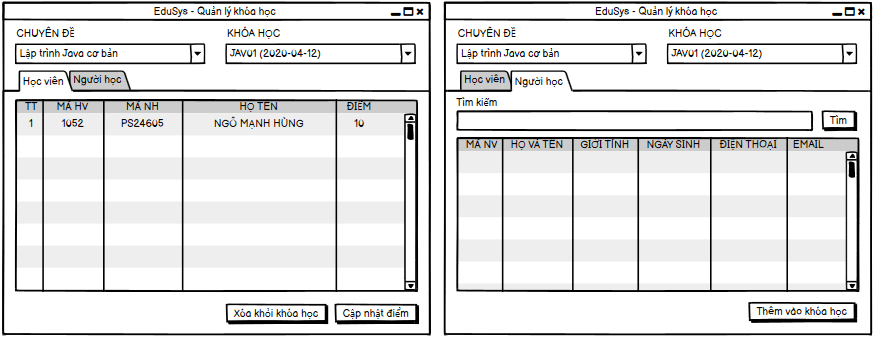 EduSys - Quản lý khóa học
CHUYÊN ĐỀ KHÓA HỌC
Lập trình Java cơ bản JAV01 (2020-04-12)
Học viên Người học
TT MÃ HV MÃ NH HỌ TÊN ĐIỂM
1 1052 PS24605 NGÔ MẠNH HÙNG 10
Xóa khỏi khóa học Cập nhật điểm
EduSys - Quản lý khóa học
CHUYÊN ĐỀ KHÓA HỌC
Lập trình Java cơ bản JAV01 (2020-04-12)
Học viên Người học
Tìm kiếm
Tìm
MÃ NV HỌ VÀ TÊN GIỚI TÍNH NGÀY SINH ĐIỆN THOẠI EMAIL
Thêm vào khóa học